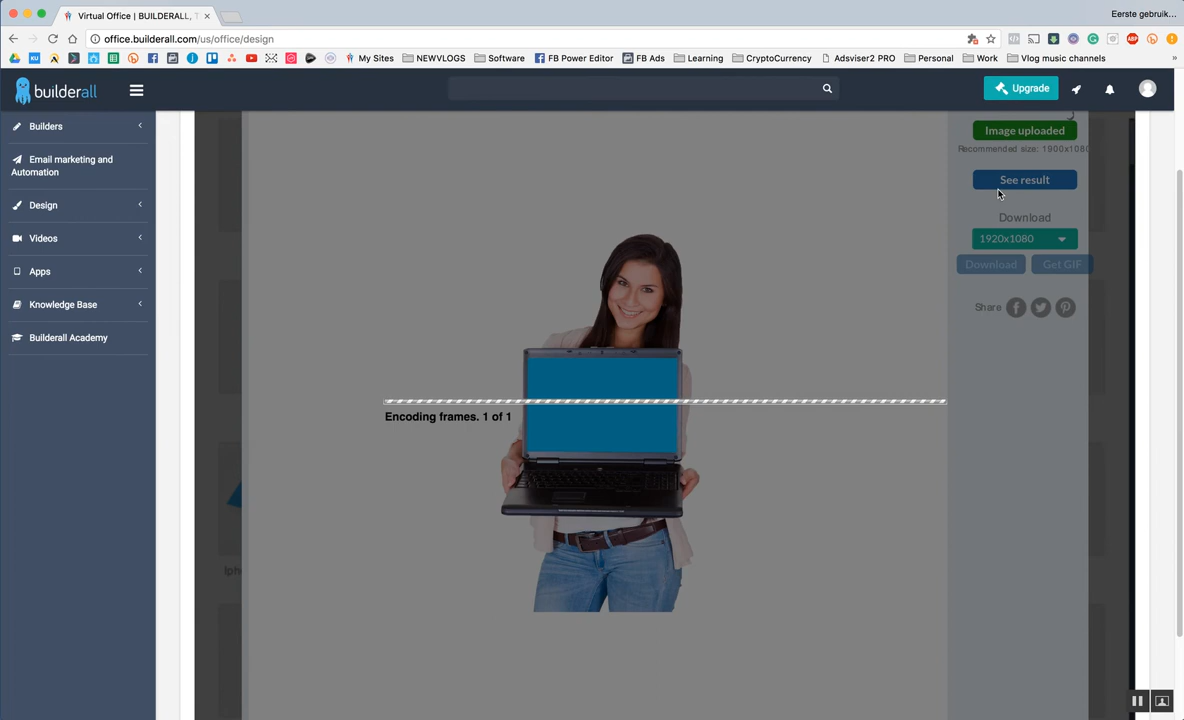 Virtual Office | BUILDERALL, T
Eerste gebruik...
office.builderall.com/us/office/design
My Sites NEWVLOGS Software FB Power Editor FB Ads Learning CryptoCurrency Adviser2 PRO Personal Work Vlog music channels »
builderall
Upgrade
Builders
Email marketing and
Automation
Design
Videos
Apps
Knowledge Base
Builderall Academy
Image uploaded
Recommended size: 1900x1080
See result
Download
1920x1080
Download Get GIF
Share
Encoding frames. 1 of 1